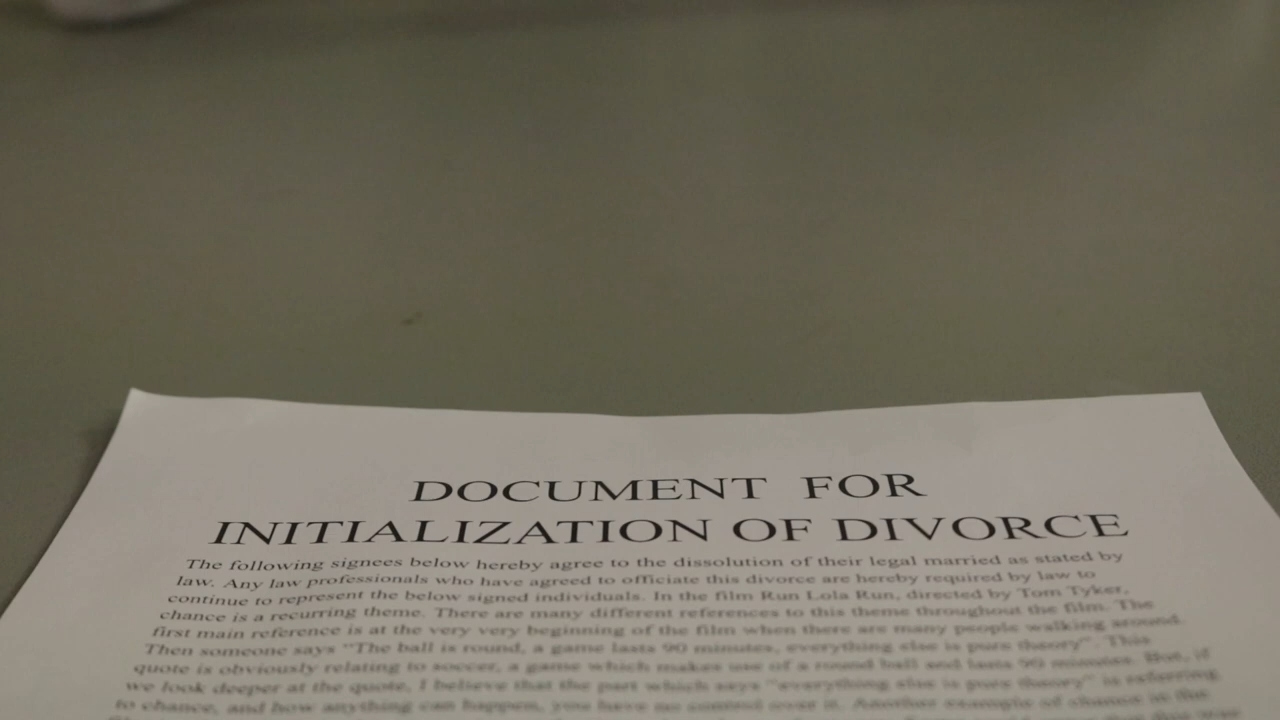 DOCUMENT FOR
INITIALIZATION OF DIVORCE
The following signees below hereby agree to the dissolution of their legal married as stated by
law. Any law professionals who have agreed to officiate this divorce are hereby required by law to
continue to represent the below signed individuals. In the film Run Lola Run, directed by Tom Tyker,
chance is a recurring theme. There are many different references to this theme throughout the film. The
first main reference is at the very very beginning of the film when there are many people walking around.
Then someone says "The ball is round, a game lasts 90 minutes, everything else is pure theory". This
quote is obviously relating to soccer, a game which makes use of a round ball and lasts 90 minutes. But, if
we look deeper at the quote, I believe that the part which says "everything else is pure theory" is referring
to chance, and how anything can happen, you have no control over it. Another example of chance in the